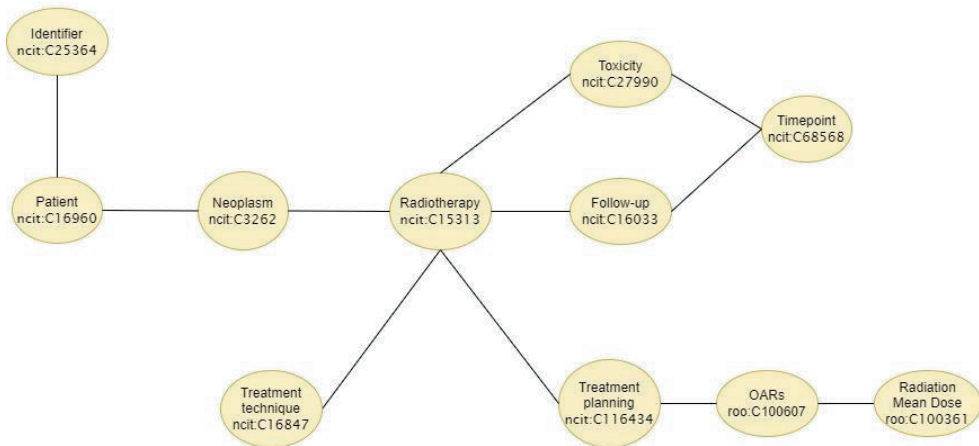 Identifier
ncit:C25364
Toxicity
ncit:C27990
Timepoint
ncit:C68568
Patient
ncit:C16960
Neoplasm
ncit:C3262
Radiotherapy
ncit:C15313
Follow-up
ncit:C16033
Treatment
technique
ncit:C16847
Treatment
planning
ncit:C116434
OARs
roo:C100607
Radiation
Mean Dose
roo:C100361